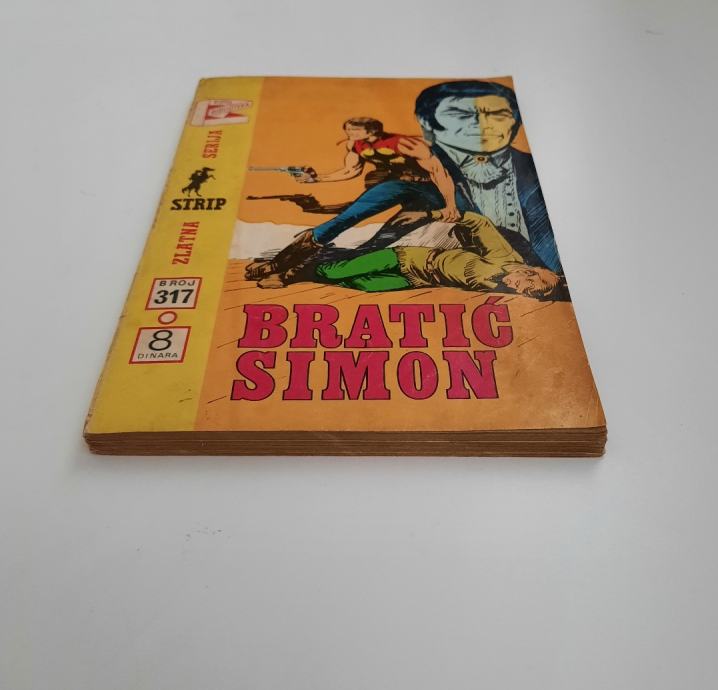 ZLATNA SERIJA
STRIP
BROJ
317
8
DINARA
BRATIĆ
SIMON